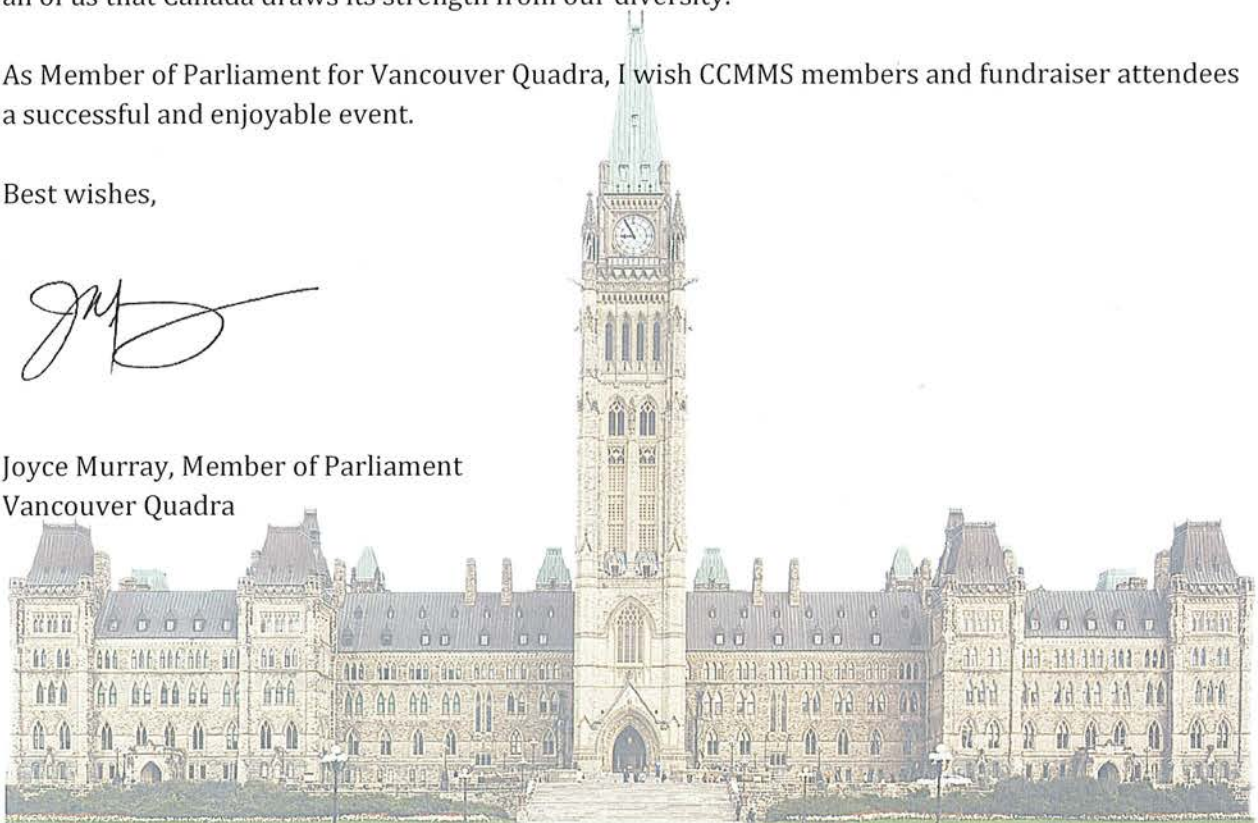 all of us that Canada draws its strength from our diversity.
As Member of Parliament for Vancouver Quadra, I wish CCMMS members and fundraiser attendees
a successful and enjoyable event.
Best wishes,
Joyce Murray, Member of Parliament
Vancouver Quadra